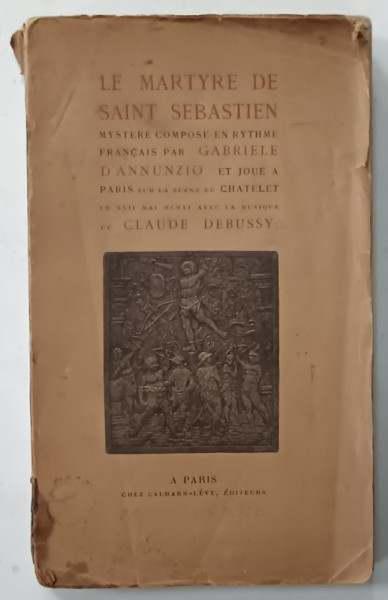 LE MARTYRE DE
SAINT SEBASTIEN
MYSTERE COMPOSE EN RYTHME
FRANÇAIS PAR GABRIELE
D'ANNUNZIO ET JOUE A
PARIS SUR LA SCENE DU CHATELET
LE XXII MAI MCMXI AVEC LA MUSIQUE
DE CLAUDE DEBUSSY.
A PARIS
CHEZ CALMANN-LÉVY, ÉDITEURS